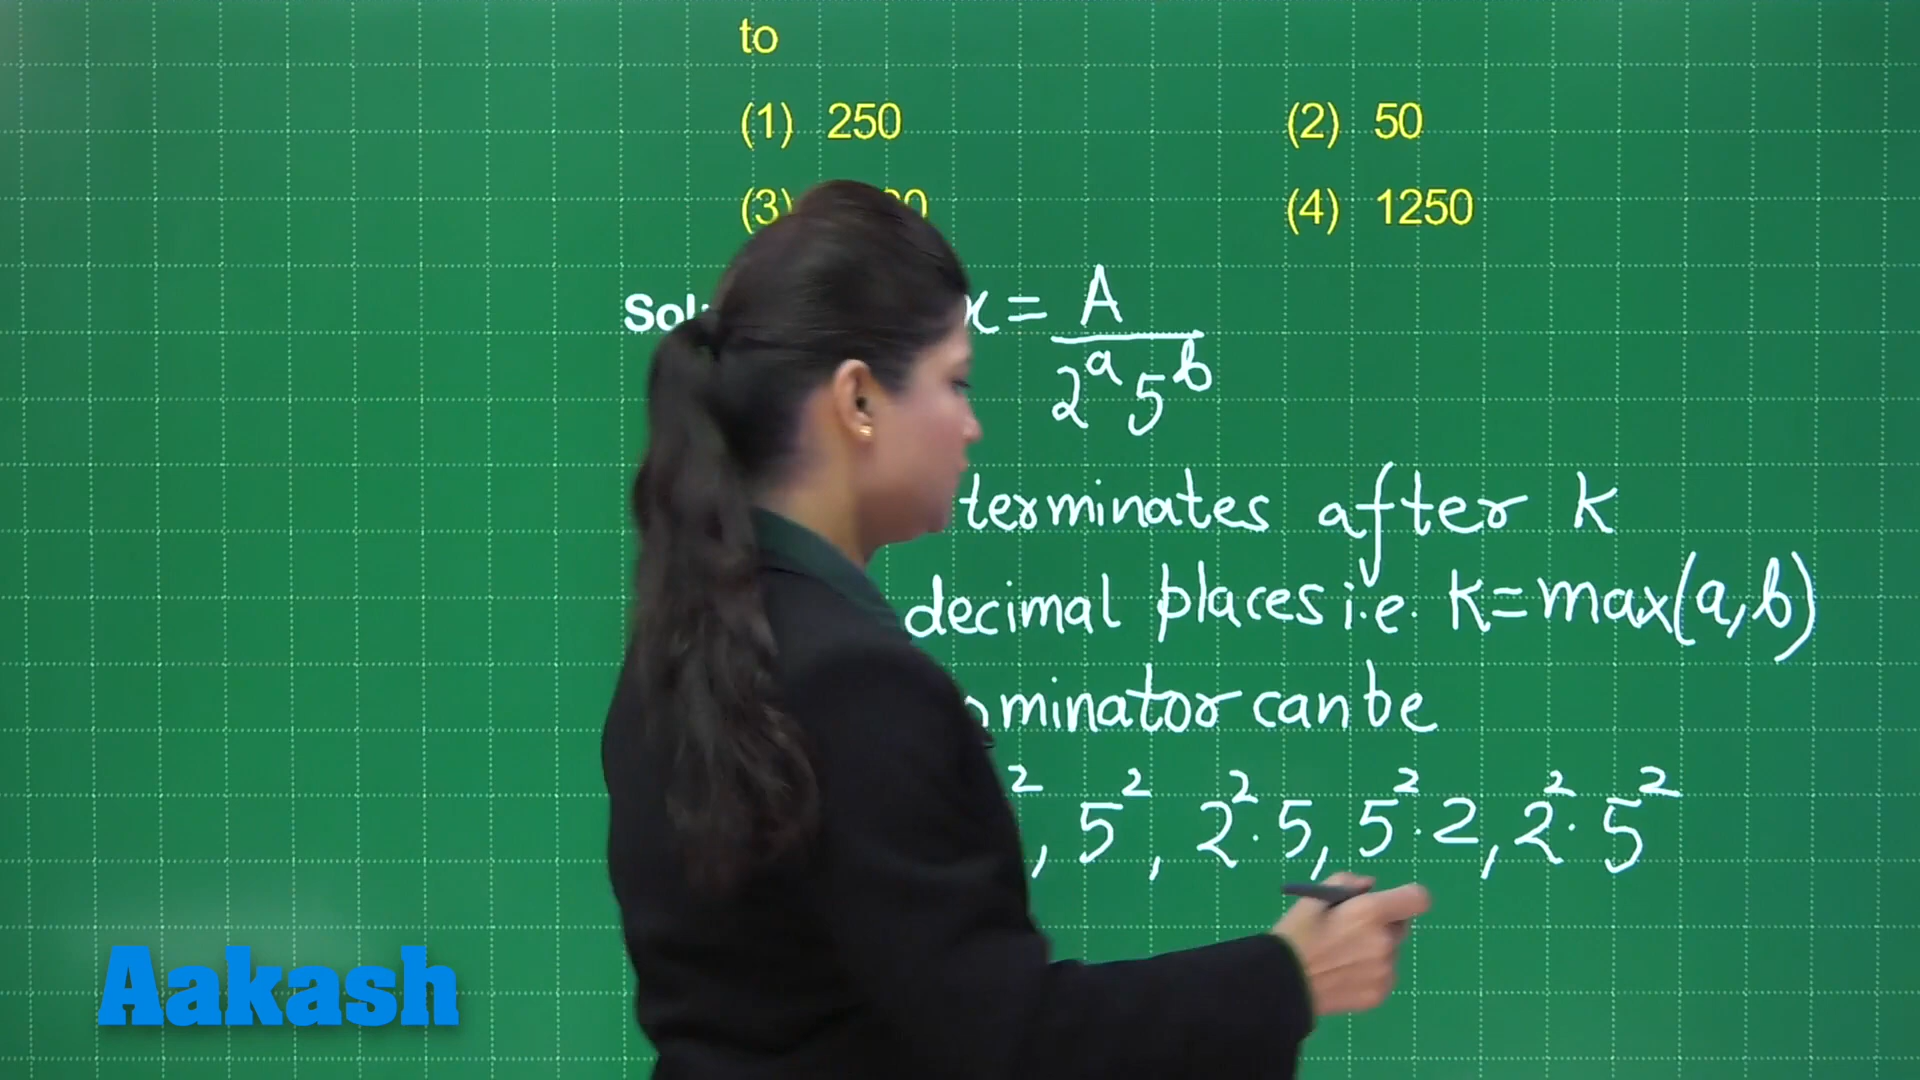 to
(1) 250 (2) 50
(3) (4) 1250
x = A
2^a 5^b
terminates after k
decimal places i.e. k=max(a,b)
can be
, 5², 2²·5, 5²·2, 2²·5²
Aakash